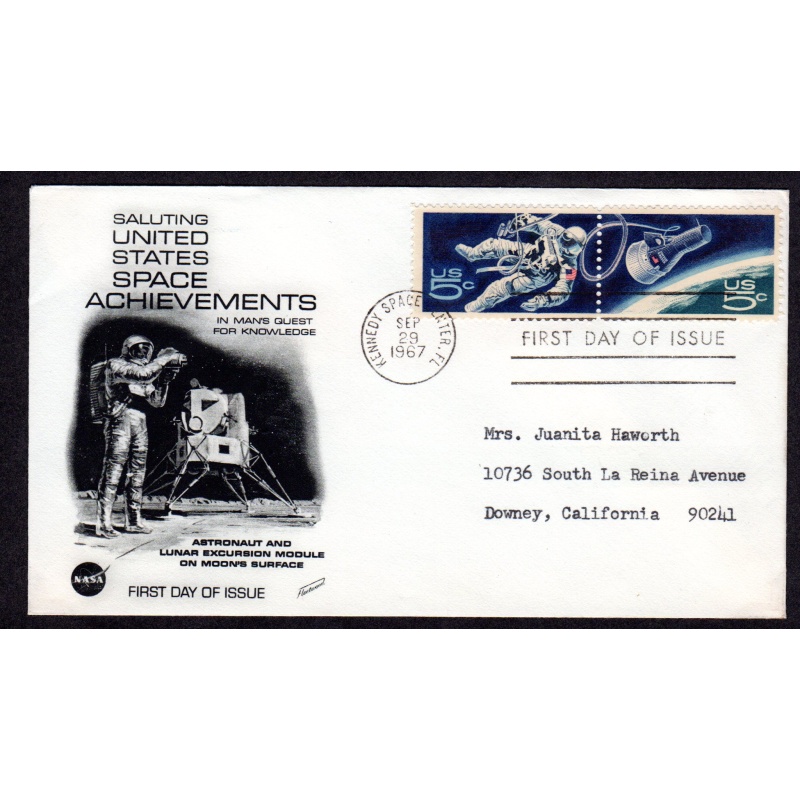 SALUTING
UNITED
STATES
SPACE
ACHIEVEMENTS
IN MAN'S QUEST
FOR KNOWLEDGE
US 5c
US 5c
KENNEDY SPACE CENTER, FL
SEP
29
1967
FIRST DAY OF ISSUE
Mrs. Juanita Haworth
10736 South La Reina Avenue
Downey, California 90241
ASTRONAUT AND
LUNAR EXCURSION MODULE
ON MOON'S SURFACE
NASA
FIRST DAY OF ISSUE
Fleetwood